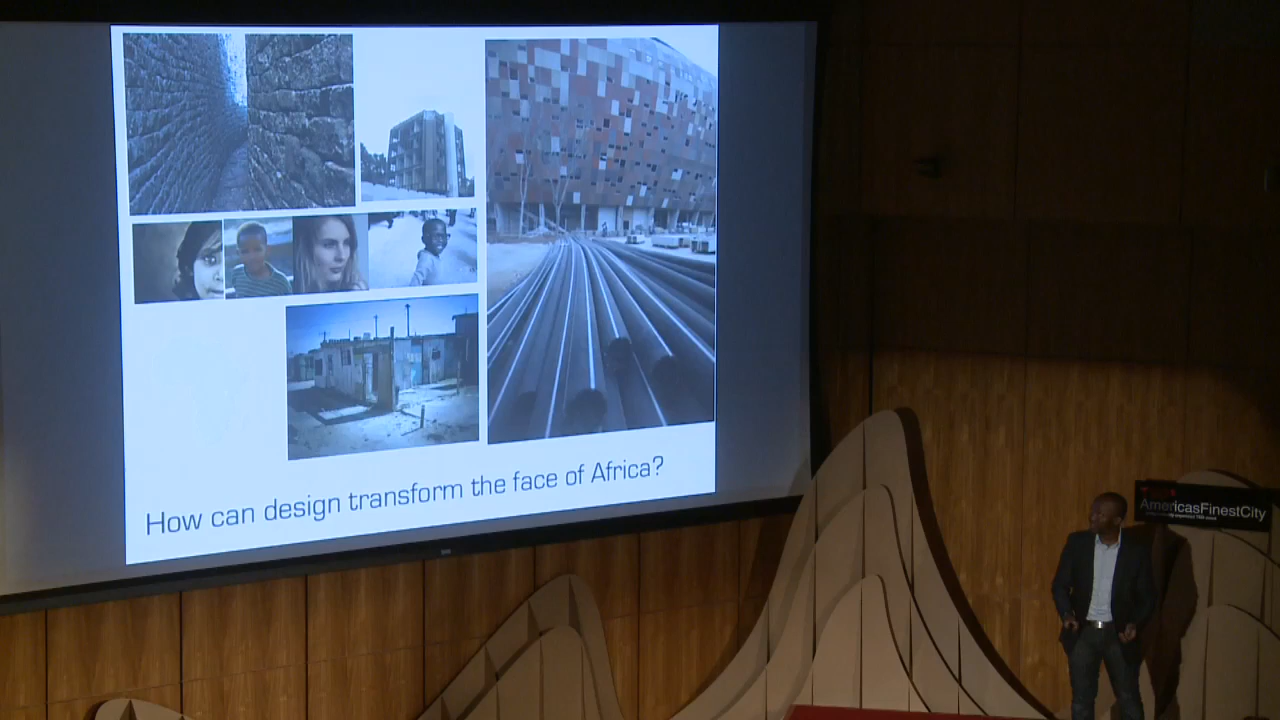 How can design transform the face of Africa?
AmericasFinestCity